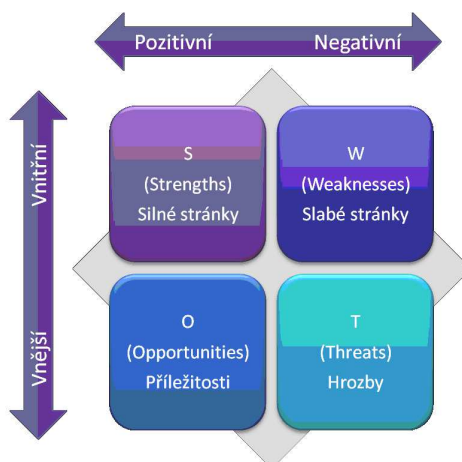 Pozitivní Negativní
Vnitřní
Vnější
S
(Strengths)
Silné stránky
W
(Weaknesses)
Slabé stránky
O
(Opportunities)
Příležitosti
T
(Threats)
Hrozby